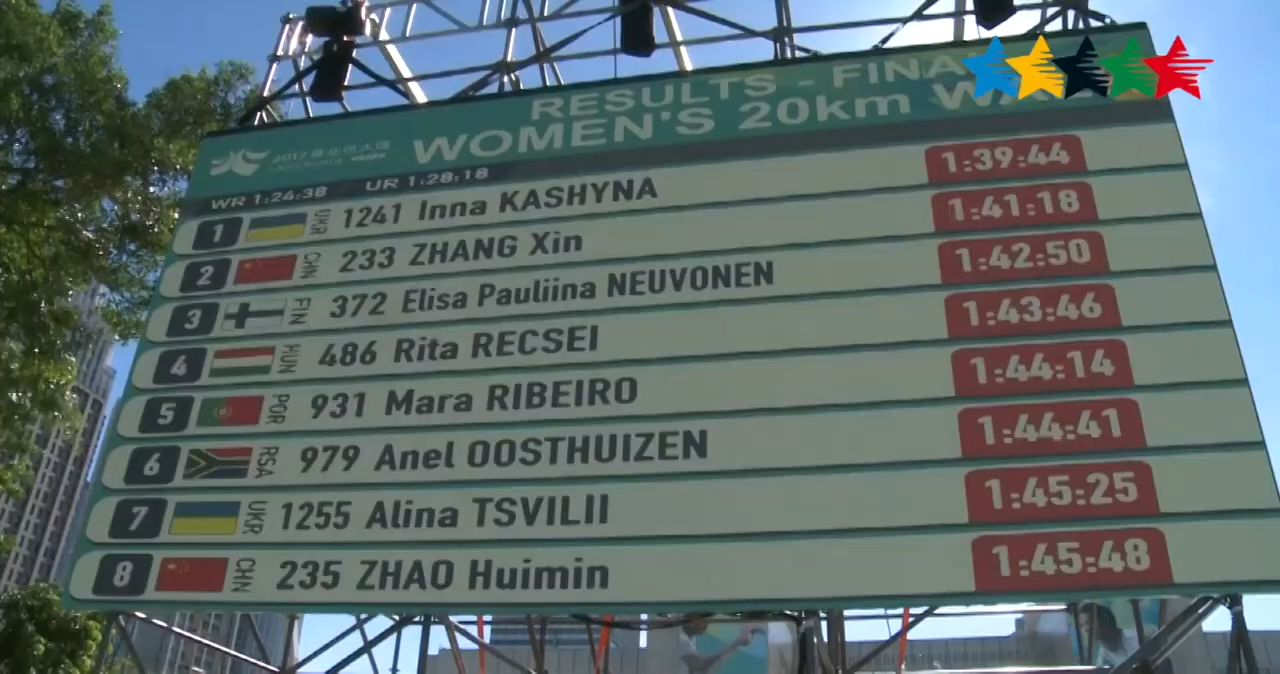 RESULTS - FINAL
WOMEN'S 20km WA
2017
WR 1:24:38 UR 1:28:18
1 UKR 1241 Inna KASHYNA 1:39:44
2 CHN 233 ZHANG Xin 1:41:18
3 FIN 372 Elisa Pauliina NEUVONEN 1:42:50
4 HUN 486 Rita RECSEI 1:43:46
5 POR 931 Mara RIBEIRO 1:44:14
6 RSA 979 Anel OOSTHUIZEN 1:44:41
7 UKR 1255 Alina TSVILII 1:45:25
8 CHN 235 ZHAO Huimin 1:45:48